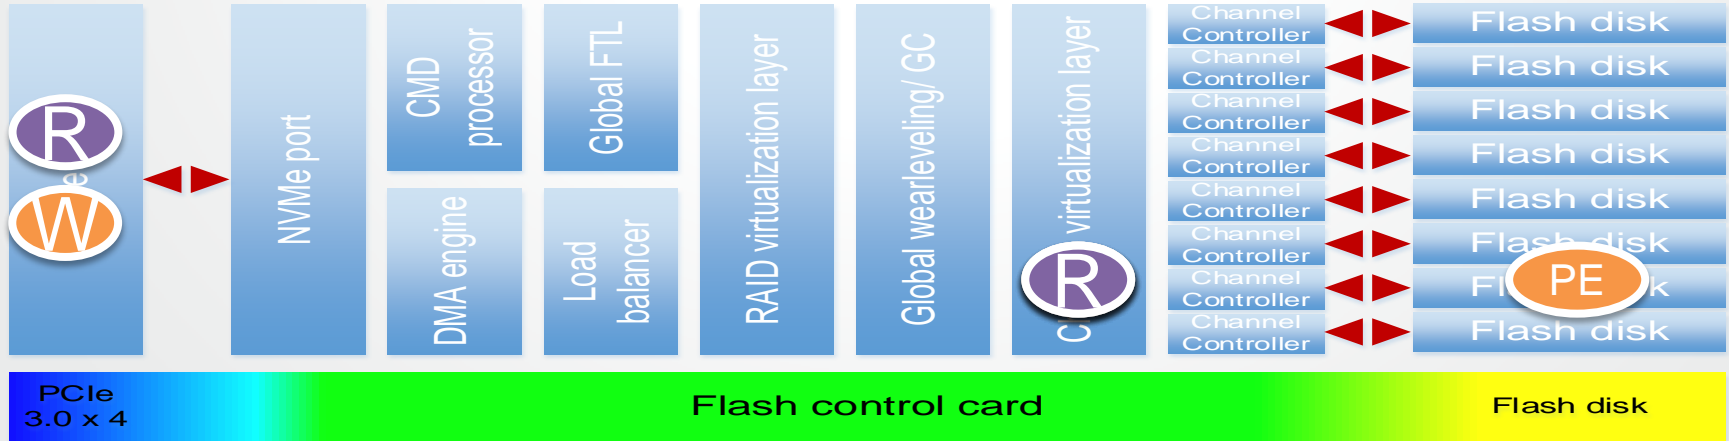 R
W
NVMe port
CMD
processor
DMA engine
Global FTL
Load
balancer
RAID virtualization layer
Global wearleveling/ GC
virtualization layer
R
Channel
Controller
Channel
Controller
Channel
Controller
Channel
Controller
Channel
Controller
Channel
Controller
Channel
Controller
Channel
Controller
Flash disk
Flash disk
Flash disk
Flash disk
Flash disk
Flash disk
PE
Flash disk
PCIe
3.0 x 4
Flash control card
Flash disk